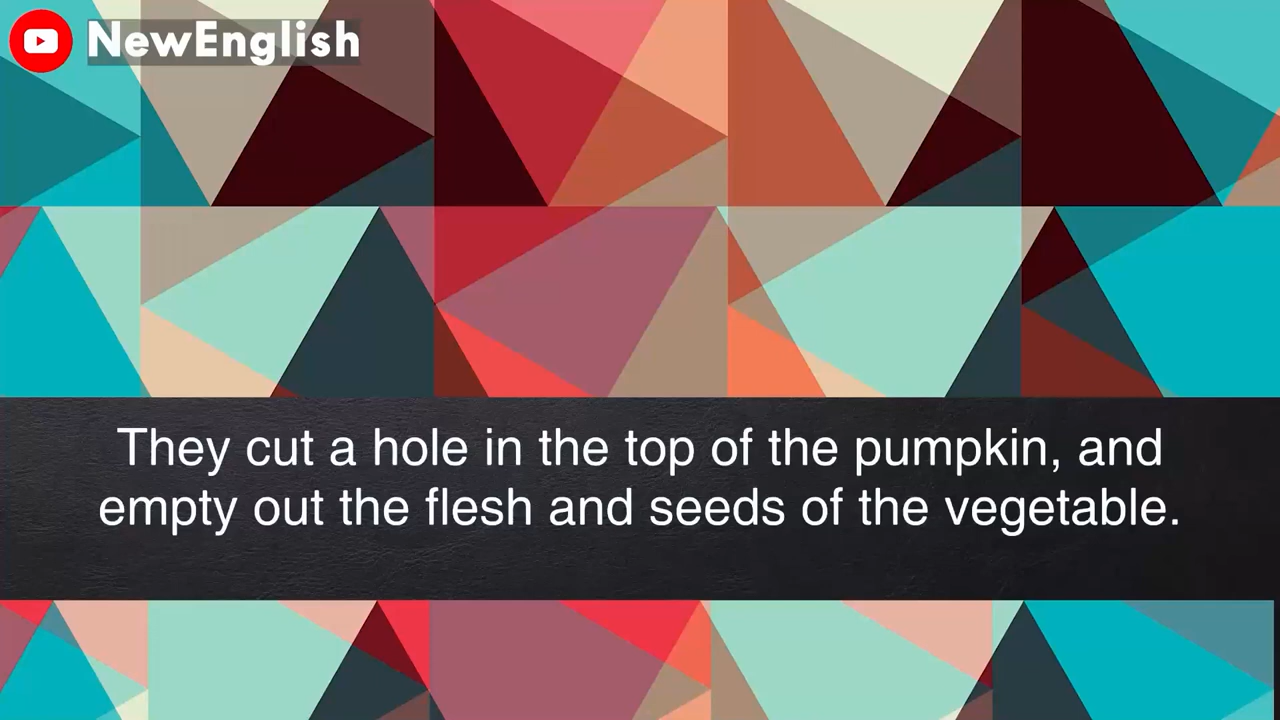 NewEnglish
They cut a hole in the top of the pumpkin, and
empty out the flesh and seeds of the vegetable.